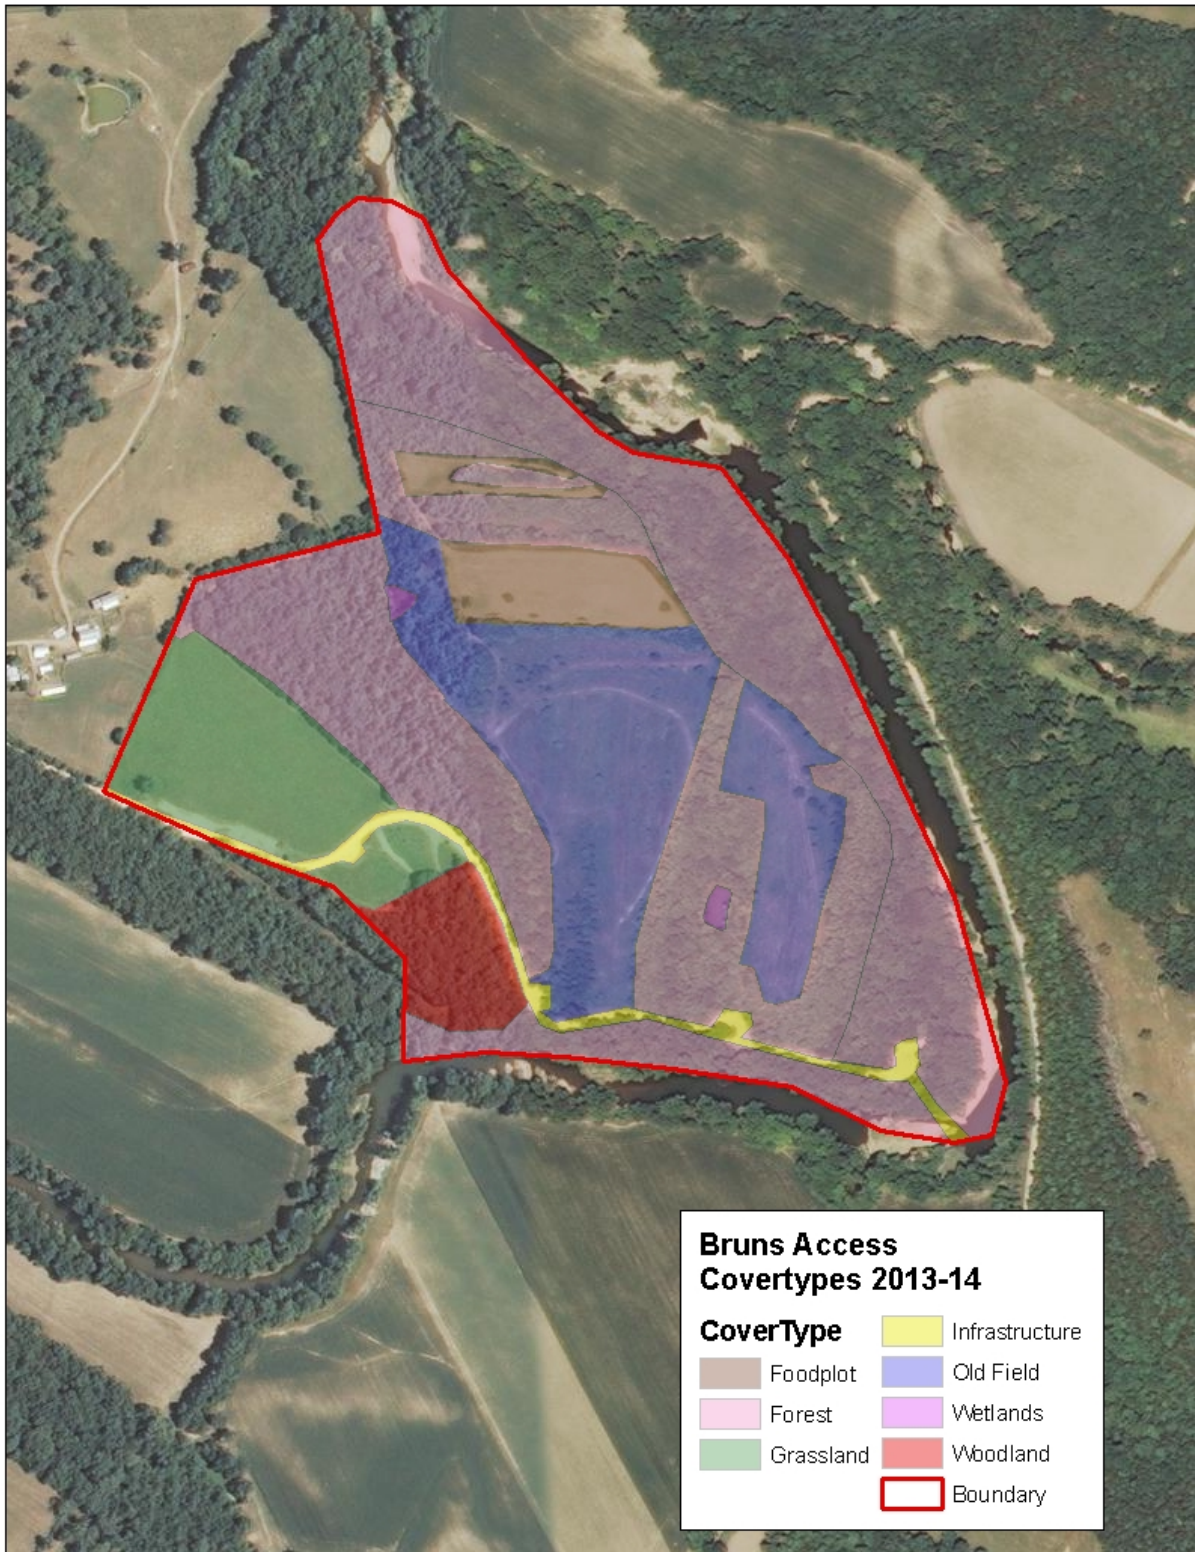 Bruns Access
Covertypes 2013-14
CoverType
Foodplot
Forest
Grassland
Infrastructure
Old Field
Wetlands
Woodland
Boundary